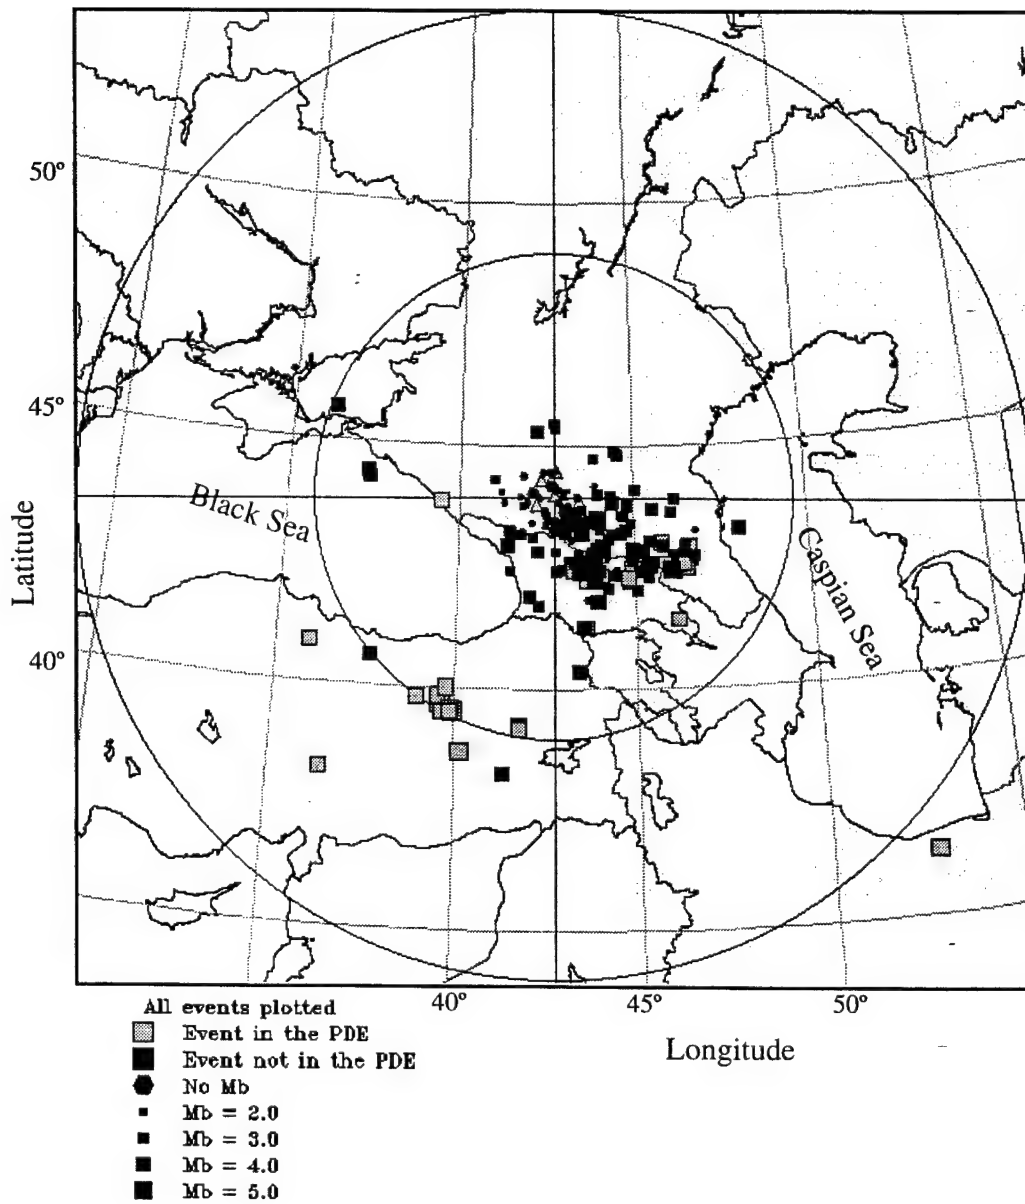 50°
45°
Black Sea
Latitude
Caspian Sea
40°
40°
45°
50°
Longitude
All events plotted
Event in the PDE
Event not in the PDE
No Mb
Mb = 2.0
Mb = 3.0
Mb = 4.0
Mb = 5.0